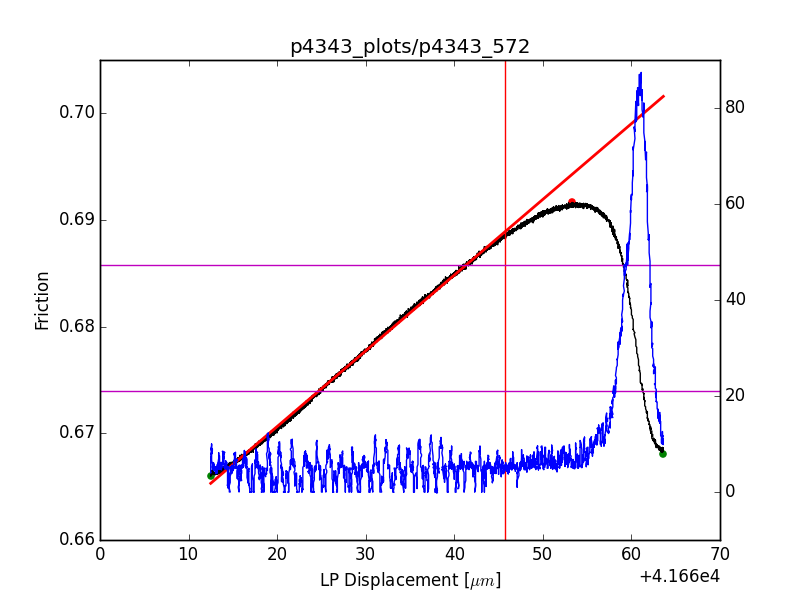 p4343_plots/p4343_572
0.70
0.69
0.68
0.67
0.66
Friction
80
60
40
20
0
0 10 20 30 40 50 60 70
LP Displacement [μm]
+4.166e4